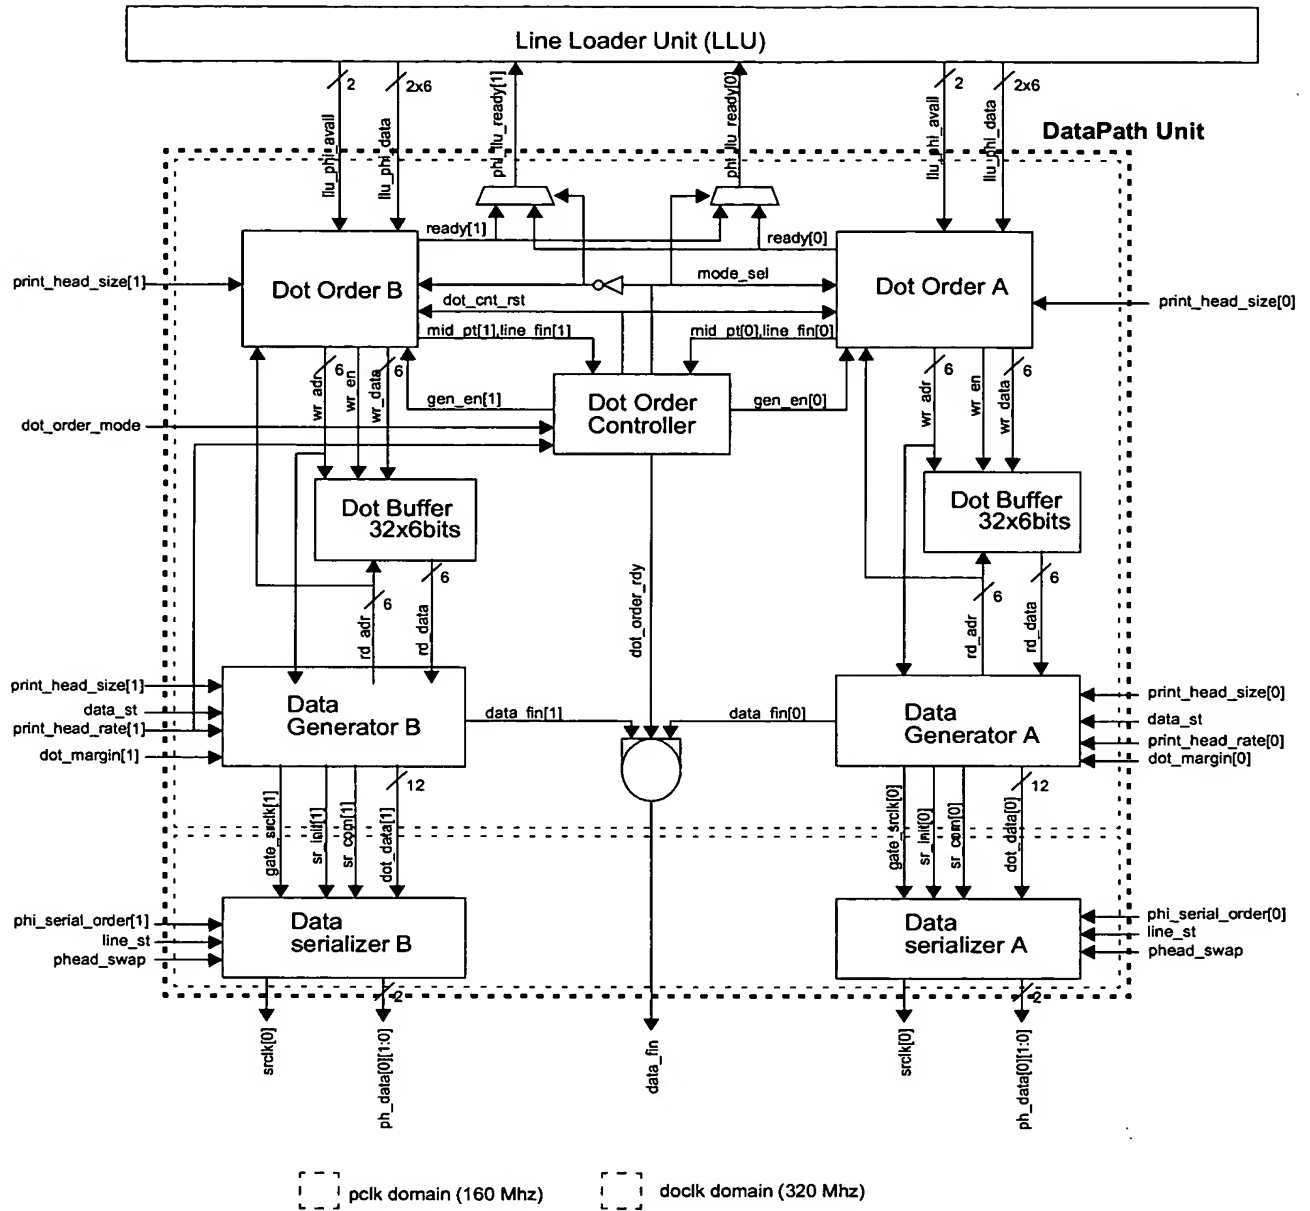 Line Loader Unit (LLU)
2
2x6
phi_llu_ready[1]
phi_llu_ready[0]
2
2x6
llu_phi_avail
llu_phi_data
llu_phi_avail
llu_phi_data
DataPath Unit
ready[1]
ready[0]
print_head_size[1]
Dot Order B
mode_sel
Dot Order A
print_head_size[0]
dot_cnt_rst
mid_pt[1],line_fin[1]
mid_pt[0],line_fin[0]
wr_adr
6
wr_en
wr_data
6
gen_en[1]
Dot Order
Controller
gen_en[0]
wr_adr
6
wr_en
wr_data
6
dot_order_mode
Dot Buffer
32x6bits
Dot Buffer
32x6bits
6
6
rd_adr
rd_data
dot_order_rdy
6
6
rd_adr
rd_data
print_head_size[1]
data_st
print_head_rate[1]
dot_margin[1]
Data
Generator B
data_fin[1]
data_fin[0]
Data
Generator A
print_head_size[0]
data_st
print_head_rate[0]
dot_margin[0]
12
12
gate_srclk[1]
sr_init[1]
sr_com[1]
dot_data[1]
gate_srclk[0]
sr_init[0]
sr_com[0]
dot_data[0]
phi_serial_order[1]
line_st
phead_swap
Data
serializer B
Data
serializer A
phi_serial_order[0]
line_st
phead_swap
2
2
srclk[0]
ph_data[0][1:0]
data_fin
srclk[0]
ph_data[0][1:0]
pclk domain (160 Mhz)
doclk domain (320 Mhz)